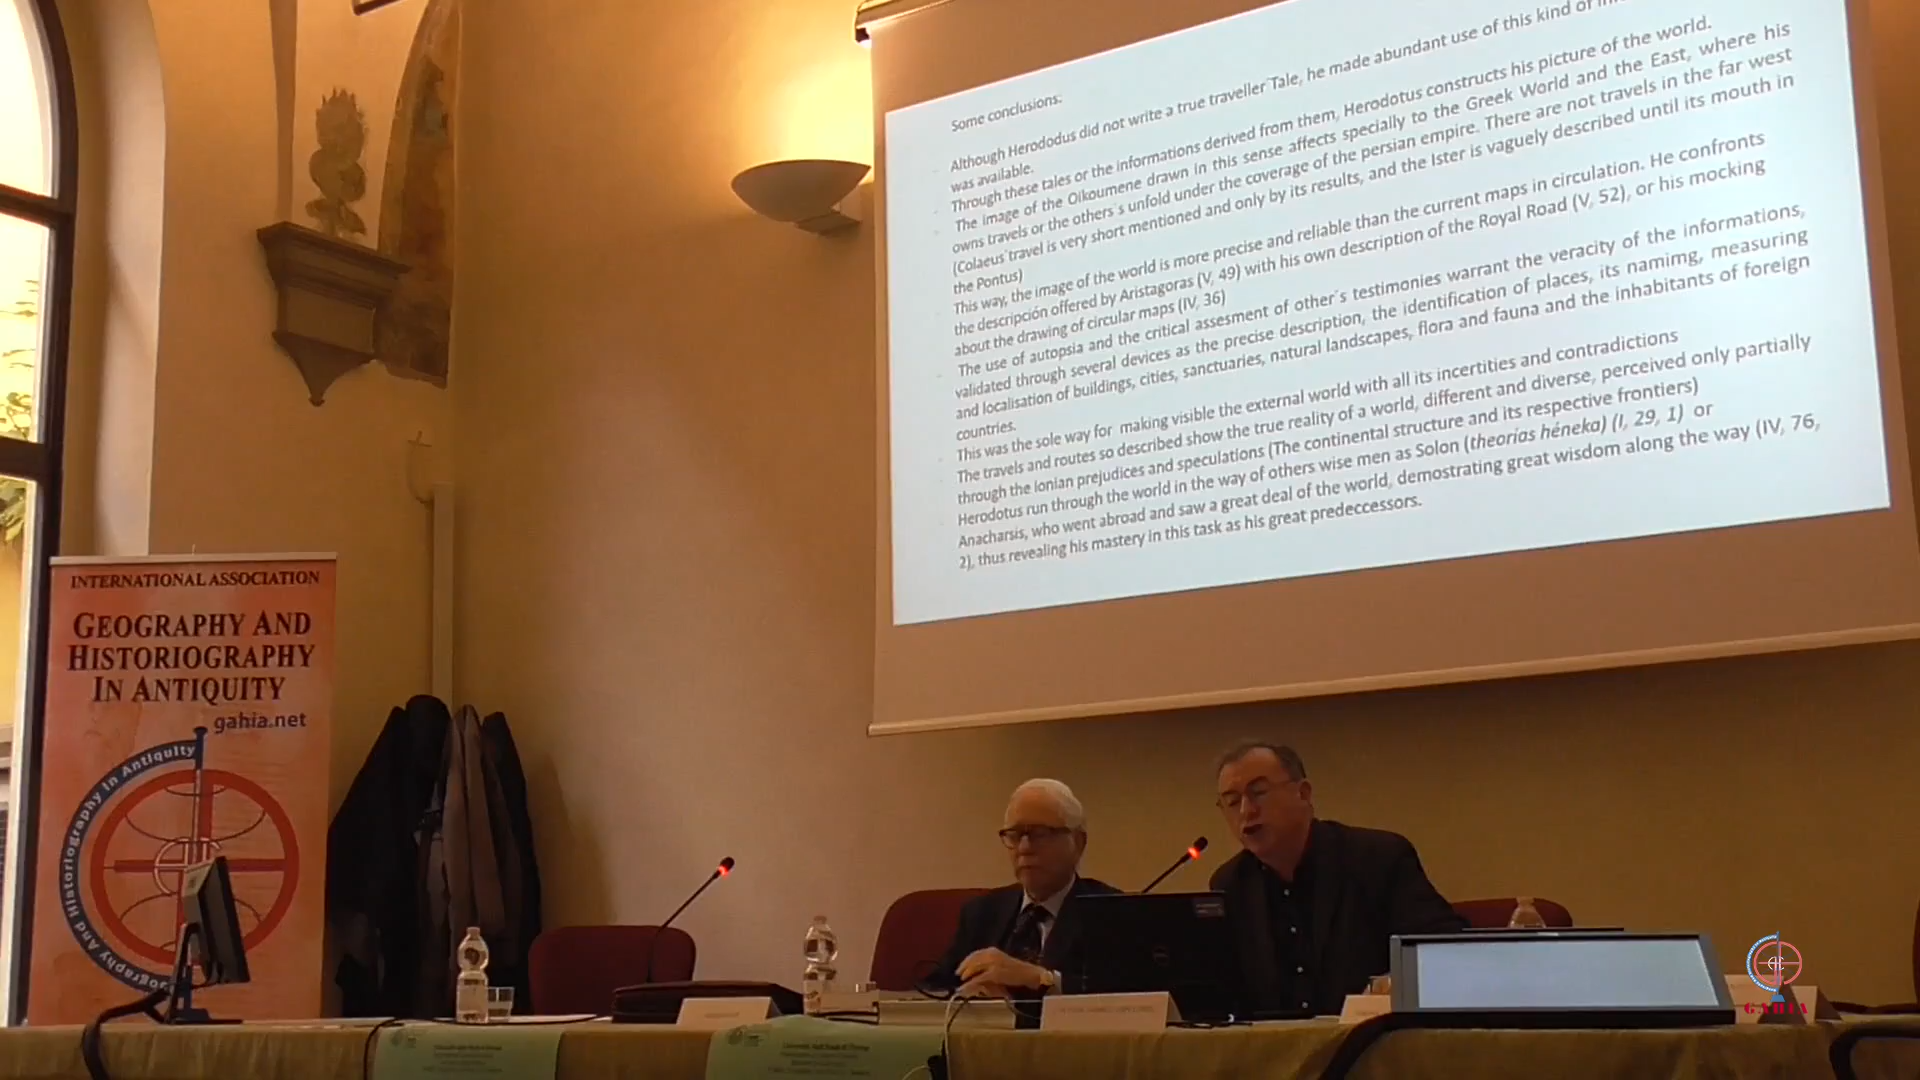 Some conclusions:
Although Herododus did not write a true traveller Tale, he made abundant use of this kind of
was available.
Through these tales or the informations derived from them, Herodotus constructs his picture of the world.
The image of the Oikoumene drawn in this sense affects specially to the Greek World and the East, where his
owns travels or the others´s unfold under the coverage of the persian empire. There are not travels in the far west
(Colaeus´travel is very short mentioned and only by its results, and the Ister is vaguely described until its mouth in
the Pontus)
This way, the image of the world is more precise and reliable than the current maps in circulation. He confronts
the descripción offered by Aristagoras (V, 49) with his own description of the Royal Road (V, 52), or his mocking
about the drawing of circular maps (IV, 36)
The use of autopsia and the critical assesment of other´s testimonies warrant the veracity of the informations,
validated through several devices as the precise description, the identification of places, its namimg, measuring
and localisation of buildings, cities, sanctuaries, natural landscapes, flora and fauna and the inhabitants of foreign
countries.
This was the sole way for making visible the external world with all its incertities and contradictions
The travels and routes so described show the true reality of a world, different and diverse, perceived only partially
through the Ionian prejudices and speculations (The continental structure and its respective frontiers)
Herodotus run through the world in the way of others wise men as Solon (theorías héneka) (I, 29, 1) or
Anacharsis, who went abroad and saw a great deal of the world, demostrating great wisdom along the way (IV, 76,
2), thus revealing his mastery in this task as his great predeccessors.
INTERNATIONAL ASSOCIATION
GEOGRAPHY AND
HISTORIOGRAPHY
IN ANTIQUITY
gahia.net
And Historiography In Antiquity
GAHIA